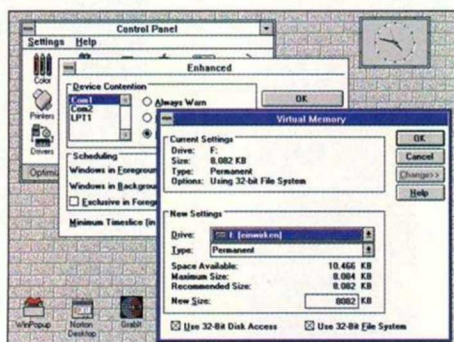 Control Panel
Settings Help
Color
Printers
Drivers
Enhanced
Device Contention
Com1
Com2
LPT1
Always Warn
OK
Scheduling
Windows in Foregrou
Windows in Backgrou
Exclusive in Foregr
Minimum Timeslice (in
Virtual Memory
Current Settings
Drive: F:
Size: 8.082 KB
Type: Permanent
Options: Using 32-bit File System
OK
Cancel
Change>>
Help
New Settings
Drive:
Type: Permanent
Space Available: 10.466 KB
Maximum Size: 8.084 KB
Recommended Size: 8.082 KB
New Size: 8082 KB
Use 32-Bit Disk Access
Use 32-Bit File System
WinPopup
Norton
Desktop
GrabIt